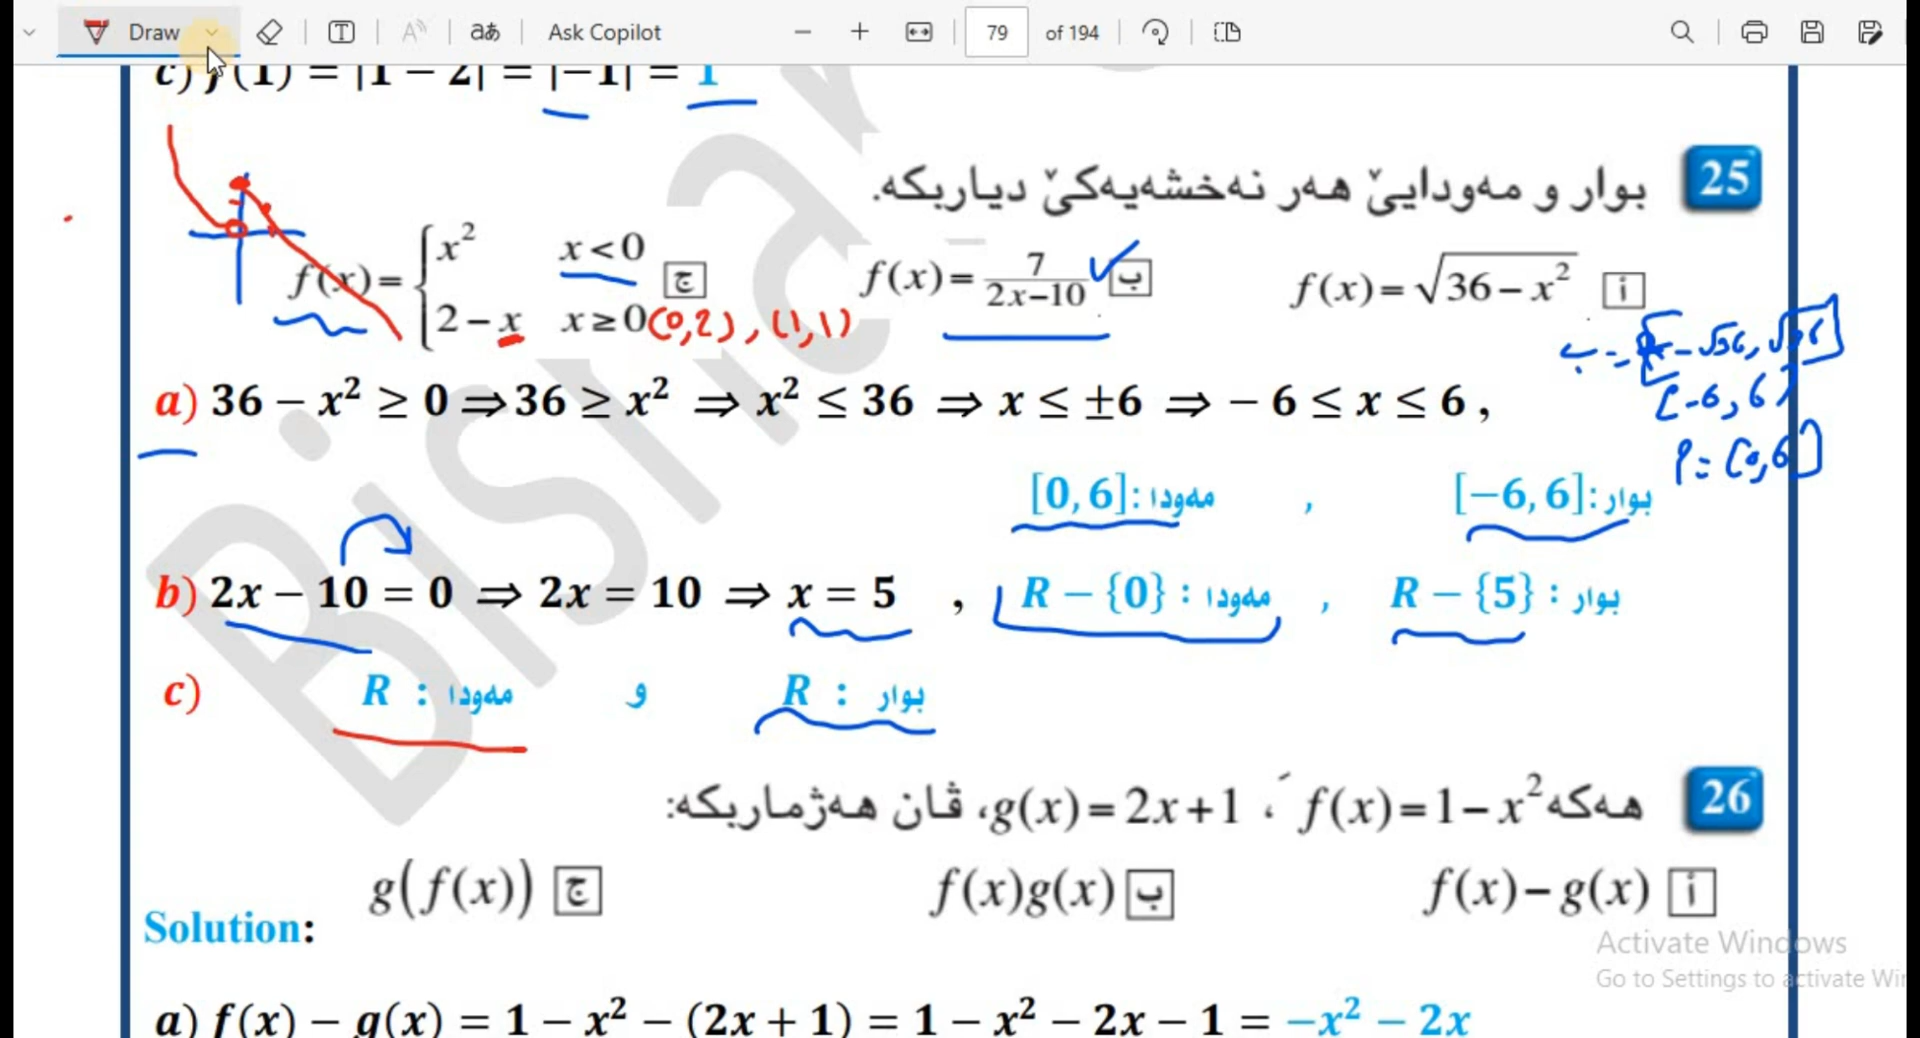 Draw
Ask Copilot
79 of 194
c) f(1) = |1 − 2| = |−1| = 1
25 بوار و مەودایێ هەر نەخشەیەکێ دیاربکە.
أ f(x) = √36 − x²
ب f(x) = 7 / 2x−10
ج f(x) = { x² x < 0
2 − x x ≥ 0 (0,2), (1,1)
a) 36 − x² ≥ 0 ⇒ 36 ≥ x² ⇒ x² ≤ 36 ⇒ x ≤ ±6 ⇒ − 6 ≤ x ≤ 6 ,
−√36, √36]
[-6, 6]
= [0,6]
بوار: [−6, 6] , مەودا: [0, 6]
b) 2x − 10 = 0 ⇒ 2x = 10 ⇒ x = 5 , مەودا : R − {0} , بوار : R − {5}
c) بوار : R و مەودا : R
26 هەکە f(x) = 1 − x² ، g(x) = 2x + 1، ڤان هەژماربکە:
أ f(x) − g(x) ب f(x)g(x) ج g(f(x))
Solution:
Activate Windows
Go to Settings to activate Wi
a) f(x) − g(x) = 1 − x² − (2x + 1) = 1 − x² − 2x − 1 = −x² − 2x